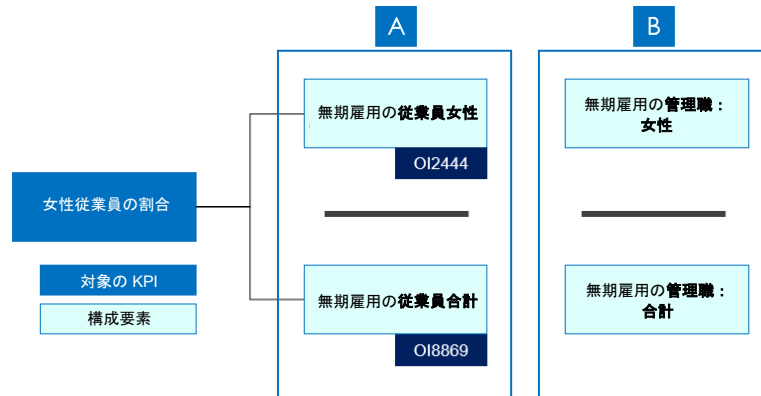 A
B
無期雇用の従業員女性
OI2444
無期雇用の管理職：
女性
女性従業員の割合
対象の KPI
構成要素
無期雇用の従業員合計
OI8869
無期雇用の管理職：
合計